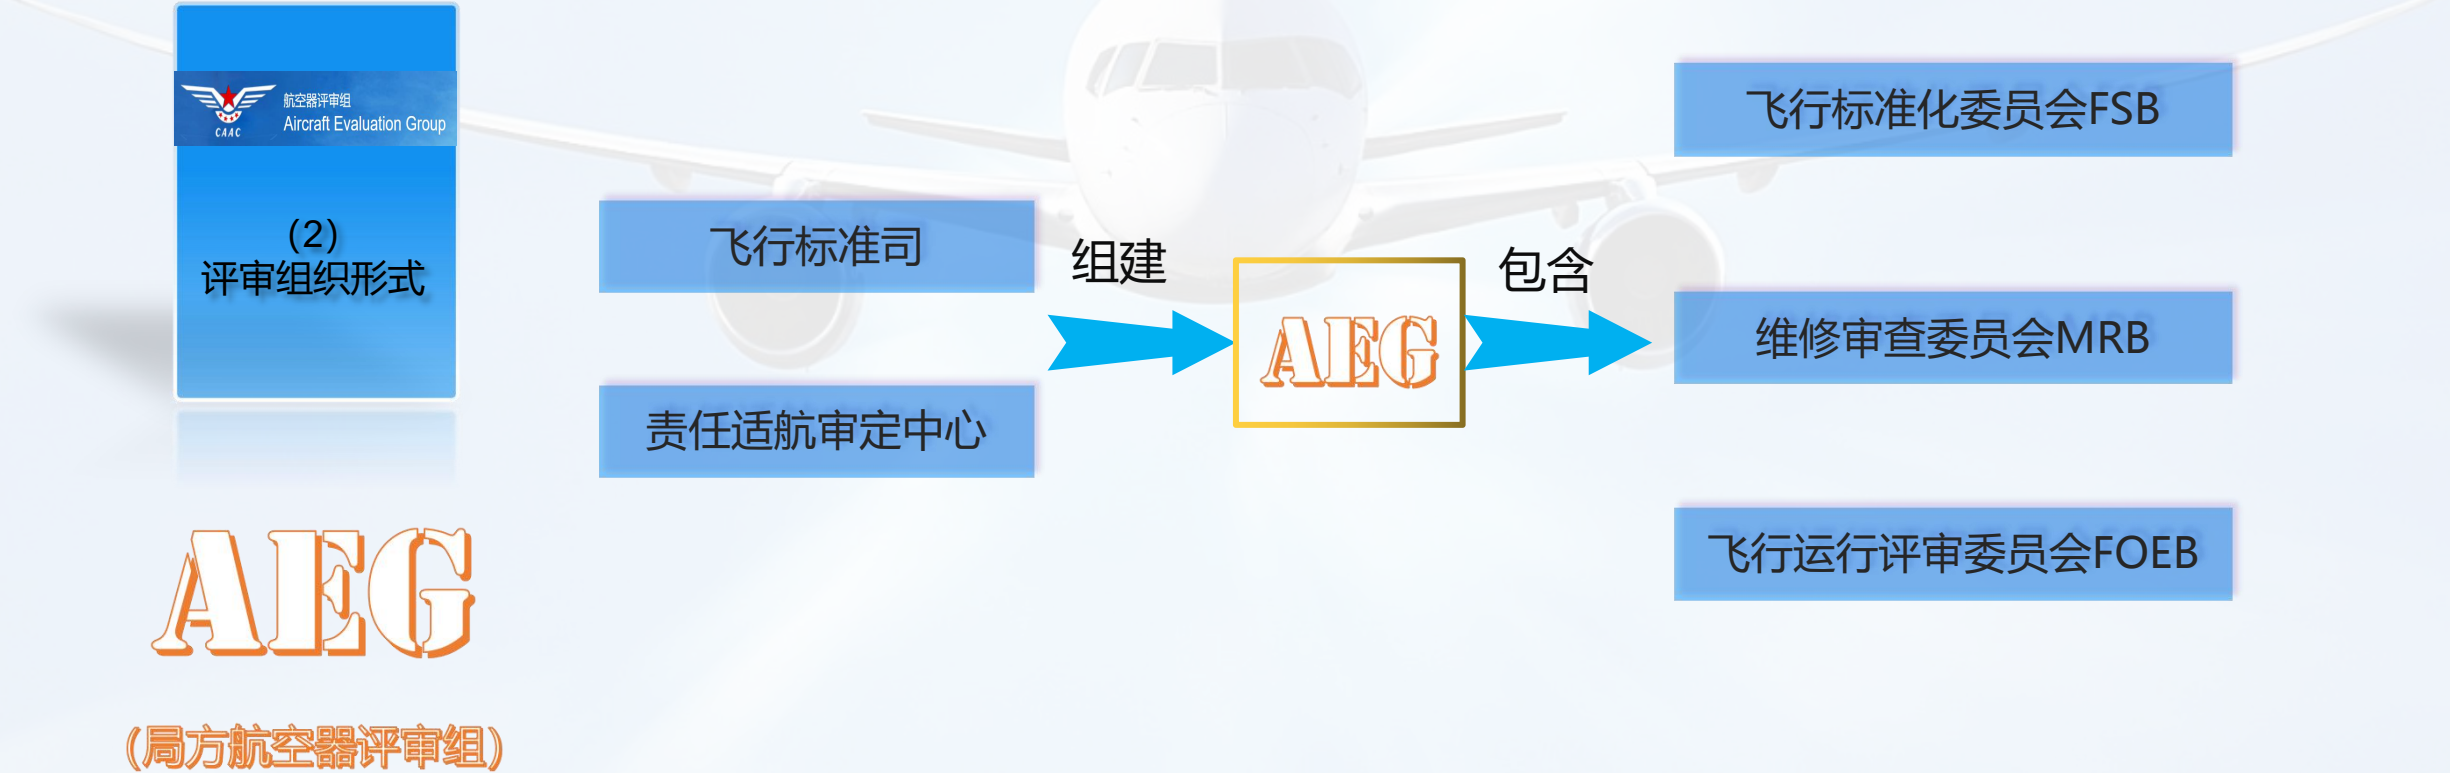 CAAC
航空器评审组
Aircraft Evaluation Group
（2）
评审组织形式
AEG
（局方航空器评审组）
飞行标准司
责任适航审定中心
组建
AEG
包含
飞行标准化委员会FSB
维修审查委员会MRB
飞行运行评审委员会FOEB